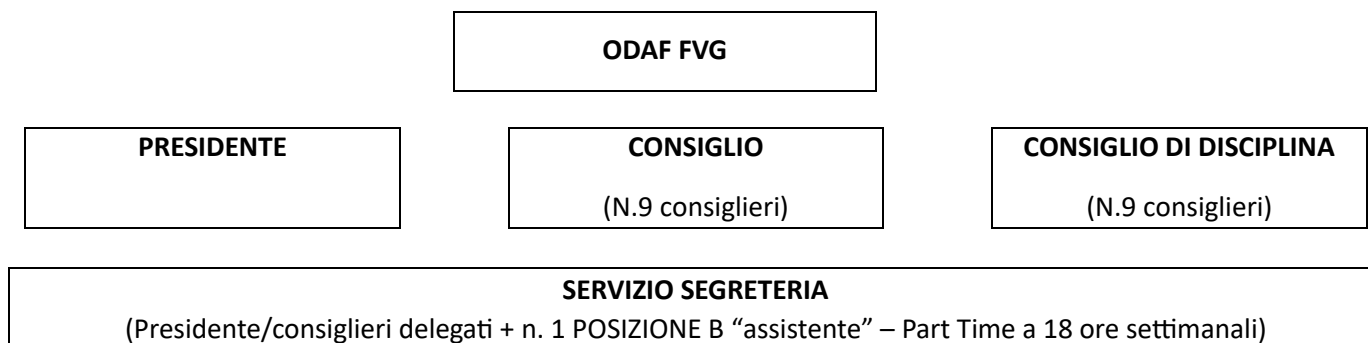 ODAF FVG
PRESIDENTE
CONSIGLIO
(N.9 consiglieri)
CONSIGLIO DI DISCIPLINA
(N.9 consiglieri)
SERVIZIO SEGRETERIA
(Presidente/consiglieri delegati + n. 1 POSIZIONE B “assistente” – Part Time a 18 ore settimanali)